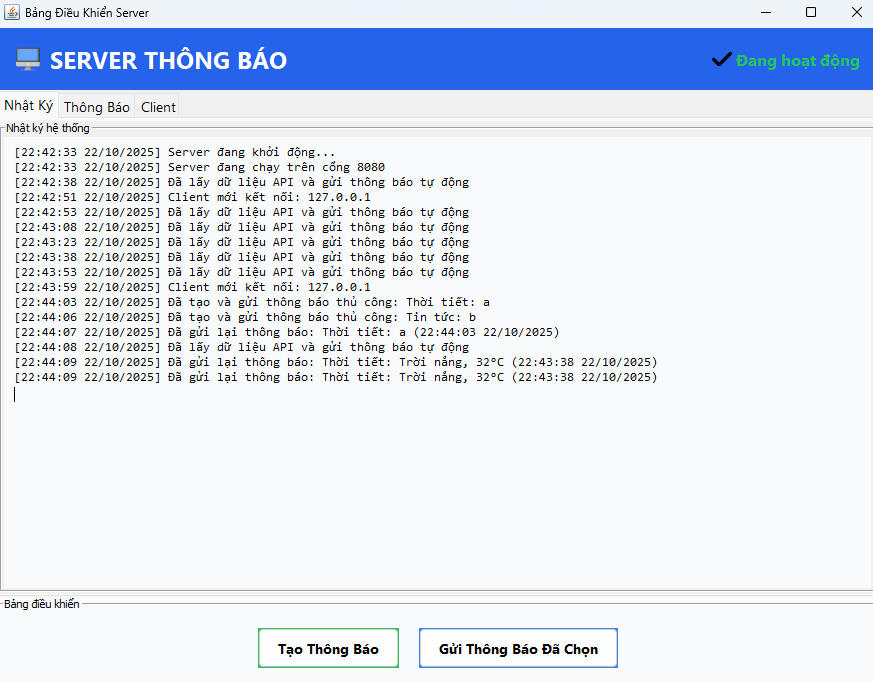 Bảng Điều Khiển Server
SERVER THÔNG BÁO
Đang hoạt động
Nhật Ký
Thông Báo
Client
Nhật ký hệ thống
[22:42:33 22/10/2025] Server đang khởi động...
[22:42:33 22/10/2025] Server đang chạy trên cổng 8080
[22:42:38 22/10/2025] Đã lấy dữ liệu API và gửi thông báo tự động
[22:42:51 22/10/2025] Client mới kết nối: 127.0.0.1
[22:42:53 22/10/2025] Đã lấy dữ liệu API và gửi thông báo tự động
[22:43:08 22/10/2025] Đã lấy dữ liệu API và gửi thông báo tự động
[22:43:23 22/10/2025] Đã lấy dữ liệu API và gửi thông báo tự động
[22:43:38 22/10/2025] Đã lấy dữ liệu API và gửi thông báo tự động
[22:43:53 22/10/2025] Đã lấy dữ liệu API và gửi thông báo tự động
[22:43:59 22/10/2025] Client mới kết nối: 127.0.0.1
[22:44:03 22/10/2025] Đã tạo và gửi thông báo thủ công: Thời tiết: a
[22:44:06 22/10/2025] Đã tạo và gửi thông báo thủ công: Tin tức: b
[22:44:07 22/10/2025] Đã gửi lại thông báo: Thời tiết: a (22:44:03 22/10/2025)
[22:44:08 22/10/2025] Đã lấy dữ liệu API và gửi thông báo tự động
[22:44:09 22/10/2025] Đã gửi lại thông báo: Thời tiết: Trời nắng, 32°C (22:43:38 22/10/2025)
[22:44:09 22/10/2025] Đã gửi lại thông báo: Thời tiết: Trời nắng, 32°C (22:43:38 22/10/2025)
Bảng điều khiển
Tạo Thông Báo
Gửi Thông Báo Đã Chọn